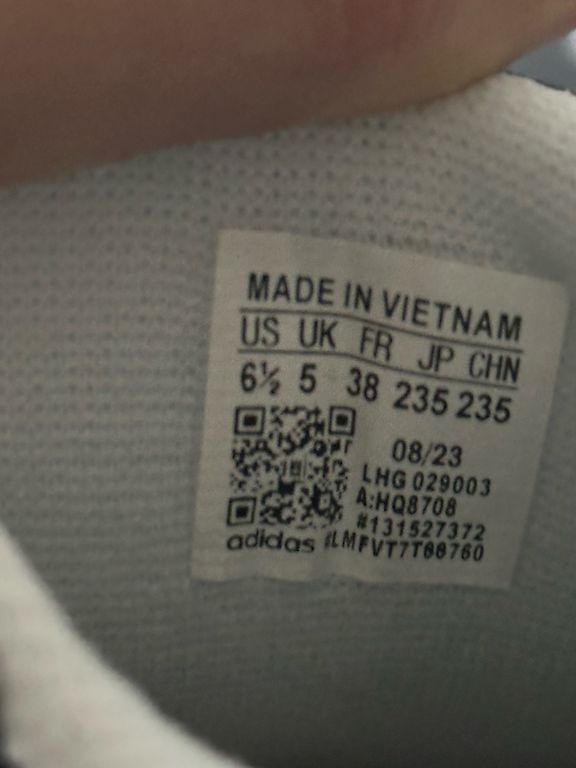 MADE IN VIETNAM
US UK FR JP CHN
6½ 5 38 235 235
08/23
LHG 029003
A:HQ8708
#131527372
adidas #LMFVT7T68760